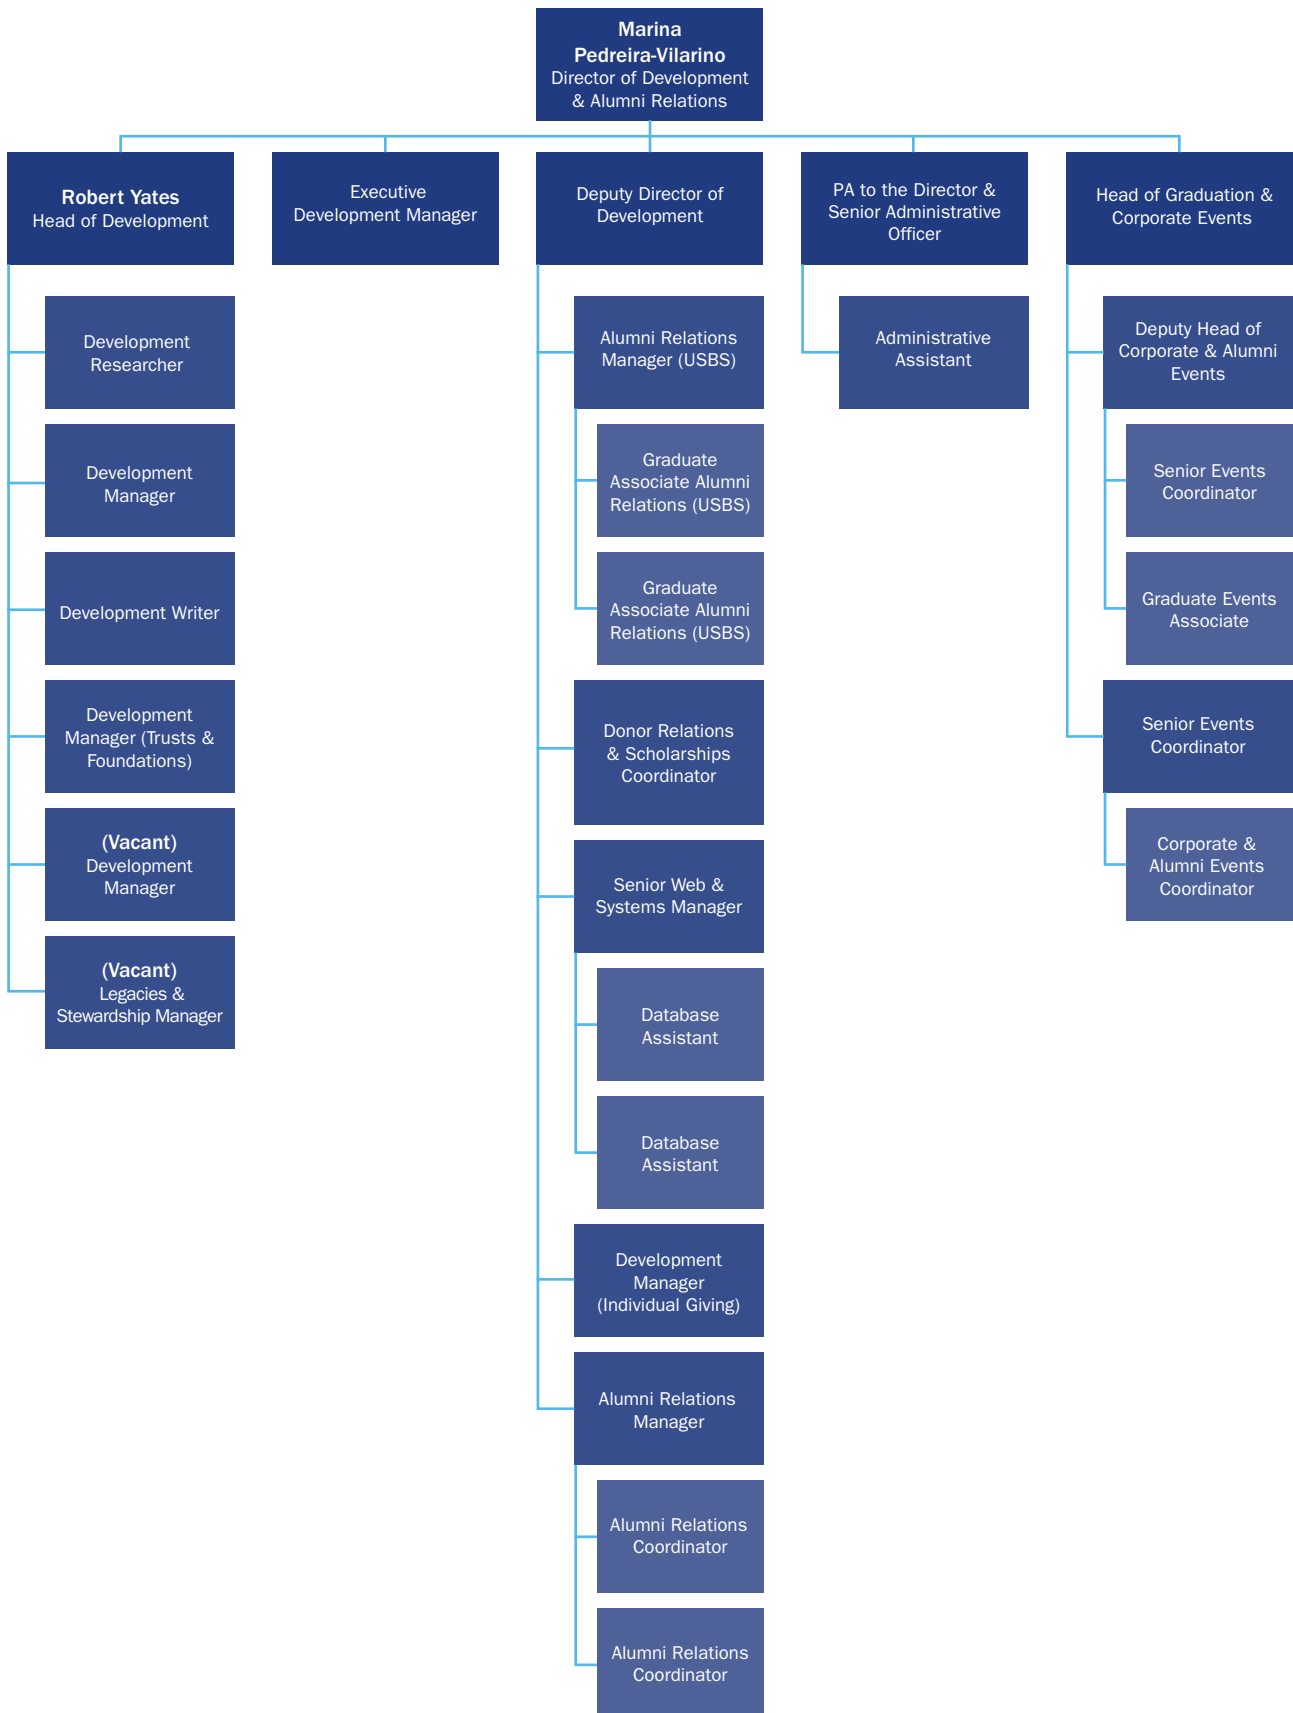 Marina
Pedreira-Vilarino
Director of Development
& Alumni Relations
Robert Yates
Head of Development
Executive
Development Manager
Deputy Director of
Development
PA to the Director &
Senior Administrative
Officer
Head of Graduation &
Corporate Events
Development
Researcher
Development
Manager
Development Writer
Development
Manager (Trusts &
Foundations)
(Vacant)
Development
Manager
(Vacant)
Legacies &
Stewardship Manager
Alumni Relations
Manager (USBS)
Graduate
Associate Alumni
Relations (USBS)
Graduate
Associate Alumni
Relations (USBS)
Donor Relations
& Scholarships
Coordinator
Senior Web &
Systems Manager
Database
Assistant
Database
Assistant
Development
Manager
(Individual Giving)
Alumni Relations
Manager
Alumni Relations
Coordinator
Alumni Relations
Coordinator
Administrative
Assistant
Deputy Head of
Corporate & Alumni
Events
Senior Events
Coordinator
Graduate Events
Associate
Senior Events
Coordinator
Corporate &
Alumni Events
Coordinator